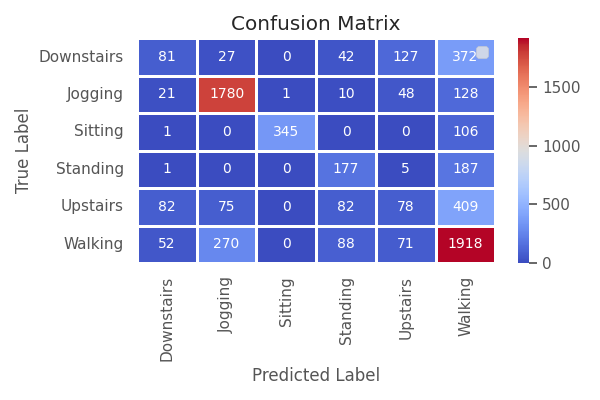 Confusion Matrix
True Label
Downstairs 81 27 0 42 127 372
Jogging 21 1780 1 10 48 128
Sitting 1 0 345 0 0 106
Standing 1 0 0 177 5 187
Upstairs 82 75 0 82 78 409
Walking 52 270 0 88 71 1918
Downstairs Jogging Sitting Standing Upstairs Walking
Predicted Label
1500
1000
500
0